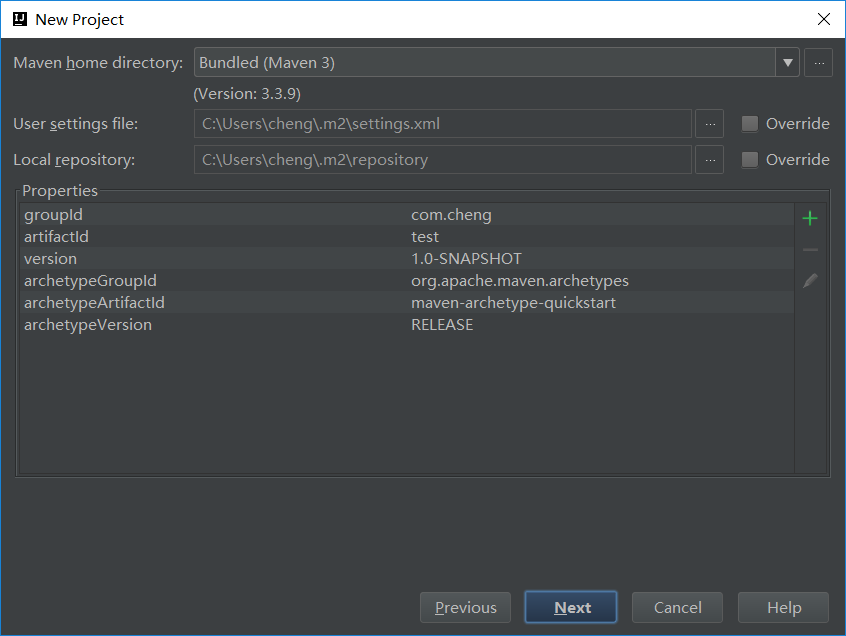 New Project
Maven home directory: Bundled (Maven 3) ...
(Version: 3.3.9)
User settings file: C:\Users\cheng\.m2\settings.xml ... Override
Local repository: C:\Users\cheng\.m2\repository ... Override
Properties
groupId com.cheng
artifactId test
version 1.0-SNAPSHOT
archetypeGroupId org.apache.maven.archetypes
archetypeArtifactId maven-archetype-quickstart
archetypeVersion RELEASE
Previous Next Cancel Help